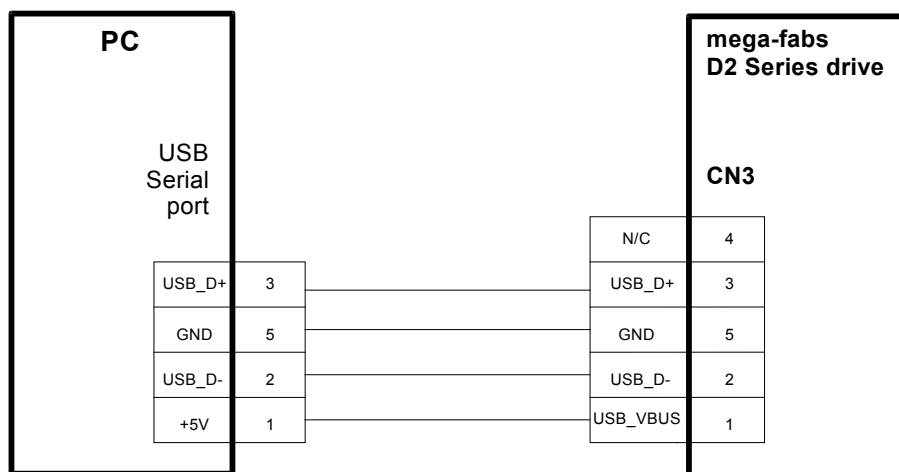 PC
mega-fabs
D2 Series drive
USB
Serial
port
CN3
N/C 4
USB_D+ 3 USB_D+ 3
GND 5 GND 5
USB_D- 2 USB_D- 2
+5V 1 USB_VBUS 1